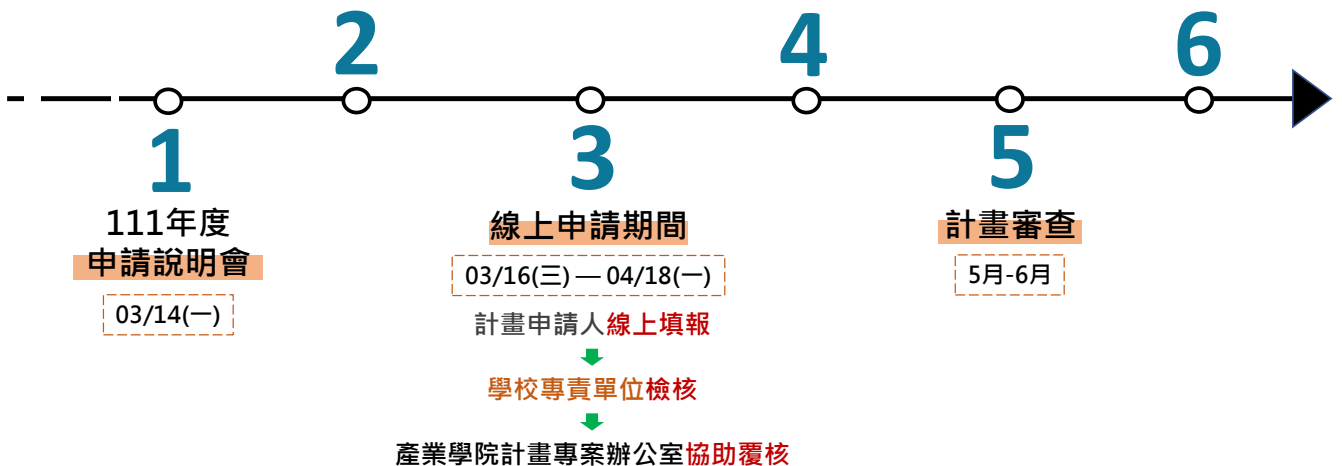 2
4
6
1
3
5
111年度
申請說明會
03/14(一)
線上申請期間
03/16(三) — 04/18(一)
計畫申請人線上填報
學校專責單位檢核
產業學院計畫專案辦公室協助覆核
計畫審查
5月-6月